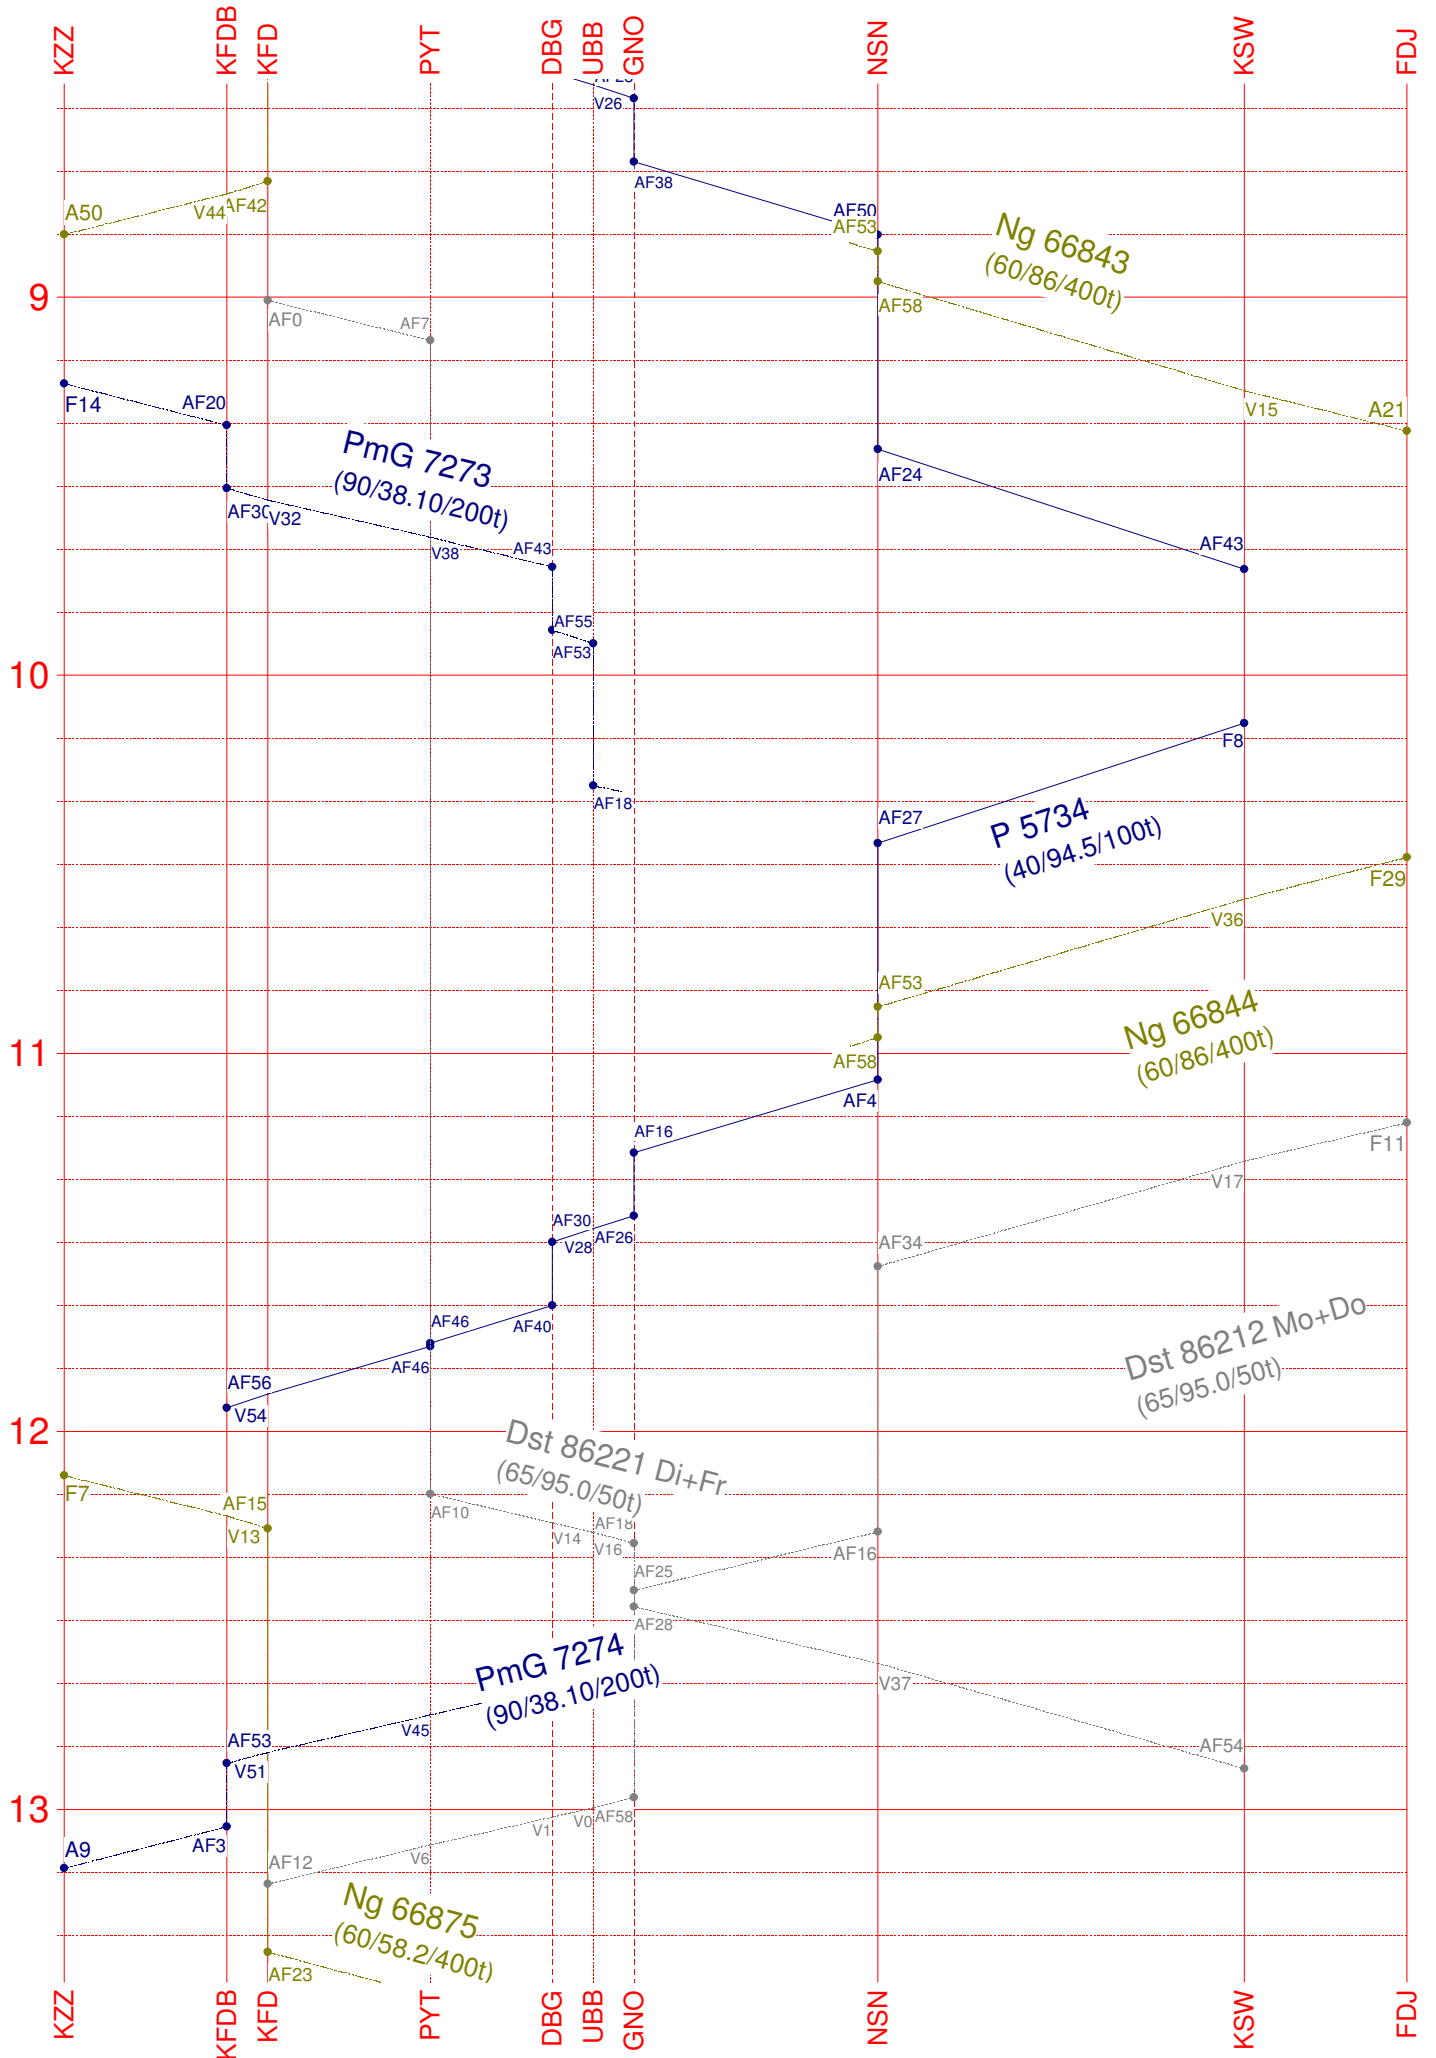 KZZ
KFDB
KFD
PYT
DBG
UBB
GNO
NSN
KSW
FDJ
V26
AF38
A50
V44
AF42
AF50
AF53
Ng 66843
(60/86/400t)
9
AF58
AF0
AF7
F14
AF20
V15
A21
PmG 7273
(90/38.10/200t)
AF24
AF30
V32
V38
AF43
AF43
AF55
AF53
10
F8
AF18
AF27
P 5734
(40/94.5/100t)
F29
V36
AF53
Ng 66844
(60/86/400t)
11
AF58
AF4
AF16
F11
V17
AF30
V28
AF26
AF34
AF46
AF40
AF46
Dst 86212 Mo+Do
(65/95.0/50t)
AF56
V54
12
Dst 86221 Di+Fr
(65/95.0/50t)
F7
AF15
V13
AF10
AF18
V14
V16
AF16
AF25
AF28
PmG 7274
(90/38.10/200t)
V37
V45
AF53
V51
AF54
13
V1
V0
AF58
A9
AF3
AF12
V6
Ng 66875
(60/58.2/400t)
AF23
KZZ
KFDB
KFD
PYT
DBG
UBB
GNO
NSN
KSW
FDJ